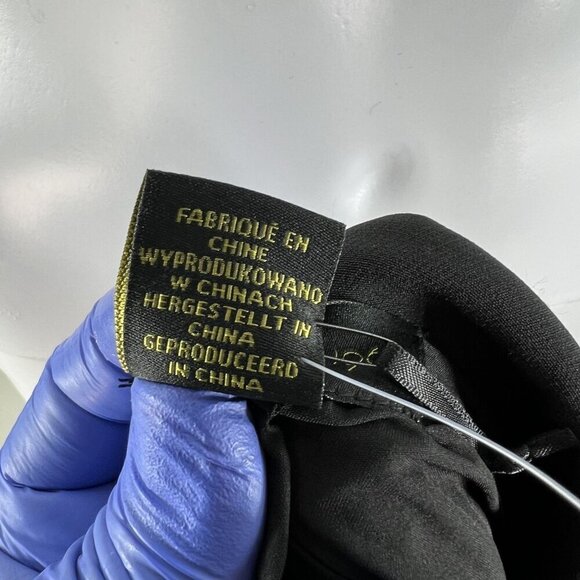 FABRIQUÉ EN
CHINE
WYPRODUKOWANO
W CHINACH
HERGESTELLT IN
CHINA
GEPRODUCEERD
IN CHINA